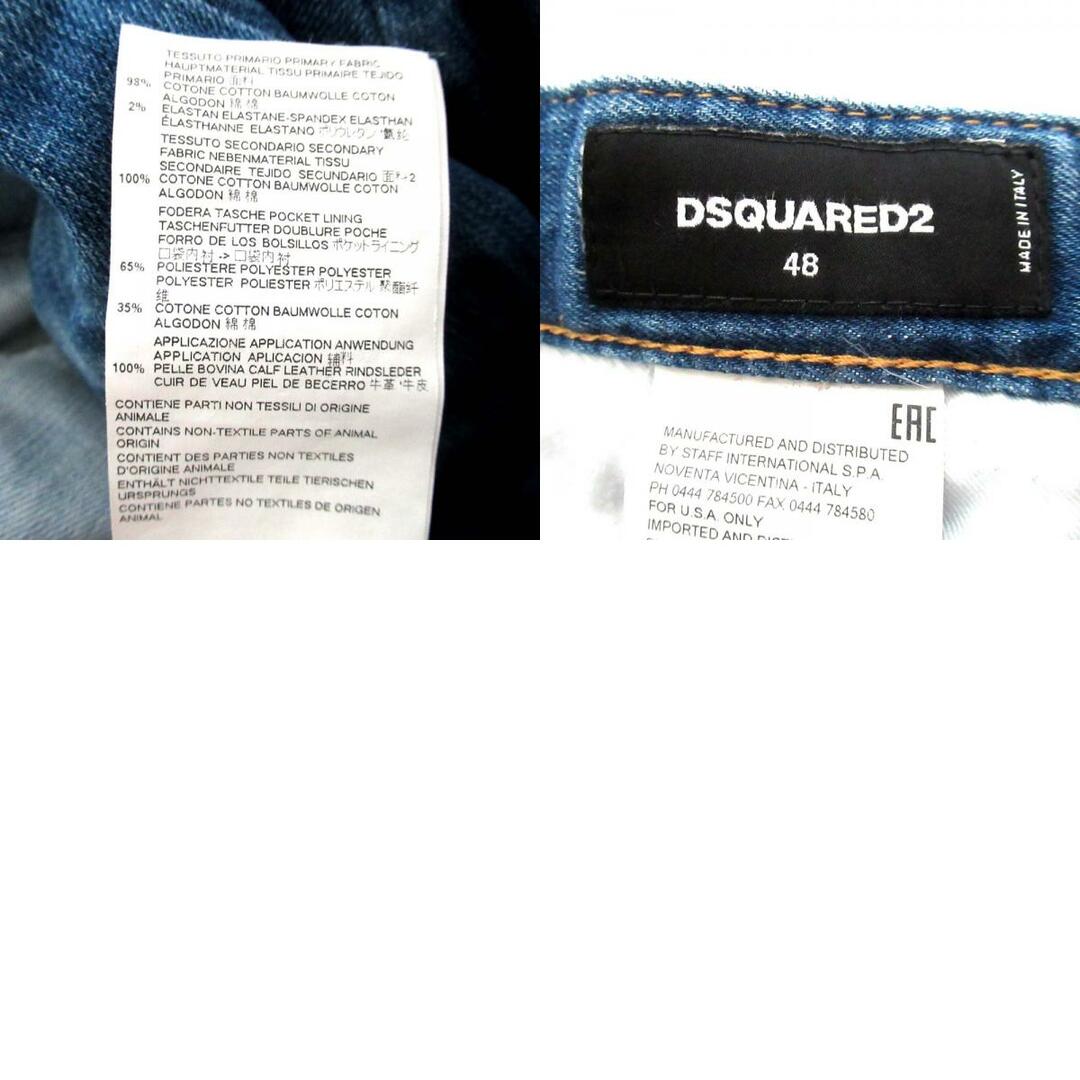 TESSUTO PRIMARIO PRIMARY FABRIC
HAUPTMATERIAL TISSU PRIMAIRE TEJIDO
PRIMARIO 面料
98% COTONE COTTON BAUMWOLLE COTON
ALGODON 綿 棉
2% ELASTAN ELASTANE-SPANDEX ELASTHAN
ÉLASTHANNE ELASTANO ポリウレタン 氨纶
TESSUTO SECONDARIO SECONDARY
FABRIC NEBENMATERIAL TISSU
SECONDAIRE TEJIDO SECUNDARIO 面料2
100% COTONE COTTON BAUMWOLLE COTON
ALGODON 綿 棉
FODERA TASCHE POCKET LINING
TASCHENFUTTER DOUBLURE POCHE
FORRO DE LOS BOLSILLOS ポケットライニング
口袋内衬 -> 口袋内衬
65% POLIESTERE POLYESTER POLYESTER
POLYESTER POLIESTER ポリエステル 聚酯纤
维
35% COTONE COTTON BAUMWOLLE COTON
ALGODON 綿 棉
APPLICAZIONE APPLICATION ANWENDUNG
APPLICATION APLICACION 辅料
100% PELLE BOVINA CALF LEATHER RINDSLEDER
CUIR DE VEAU PIEL DE BECERRO 牛革 牛皮
CONTIENE PARTI NON TESSILI DI ORIGINE
ANIMALE
CONTAINS NON-TEXTILE PARTS OF ANIMAL
ORIGIN
CONTIENT DES PARTIES NON TEXTILES
D'ORIGINE ANIMALE
ENTHÄLT NICHTTEXTILE TEILE TIERISCHEN
URSPRUNGS
CONTIENE PARTES NO TEXTILES DE ORIGEN
ANIMAL
DSQUARED2
48
MADE IN ITALY
EAC
MANUFACTURED AND DISTRIBUTED
BY STAFF INTERNATIONAL S.P.A.
NOVENTA VICENTINA - ITALY
PH 0444 784500 FAX 0444 784580
FOR U.S.A. ONLY
IMPORTED AND